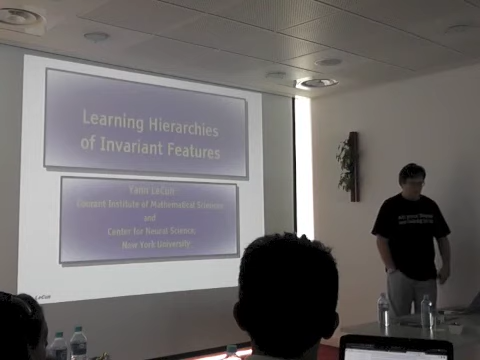 Learning Hierarchies
of Invariant Features
Yann LeCun
Courant Institute of Mathematical Sciences
and
Center for Neural Science,
New York University
LeCun